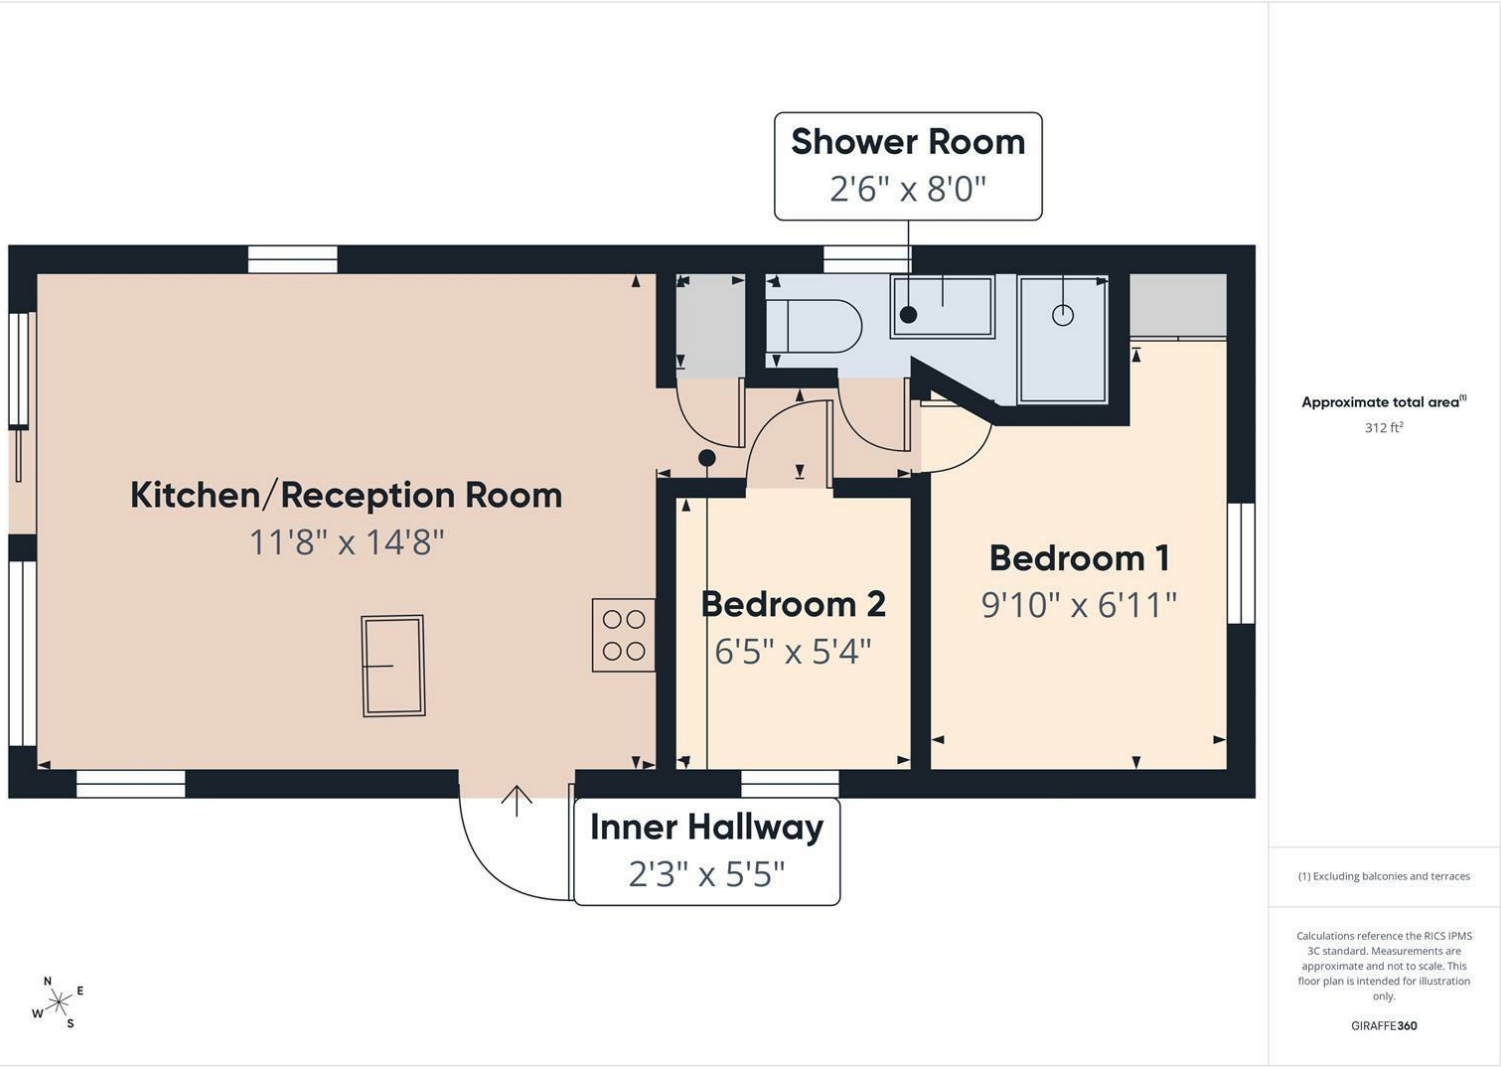 Shower Room
2'6" x 8'0"
Kitchen/Reception Room
11'8" x 14'8"
Bedroom 1
9'10" x 6'11"
Bedroom 2
6'5" x 5'4"
Inner Hallway
2'3" x 5'5"
N
E
W
S
Approximate total area(1)
312 ft²
(1) Excluding balconies and terraces
Calculations reference the RICS IPMS
3C standard. Measurements are
approximate and not to scale. This
floor plan is intended for illustration
only.
GIRAFFE360